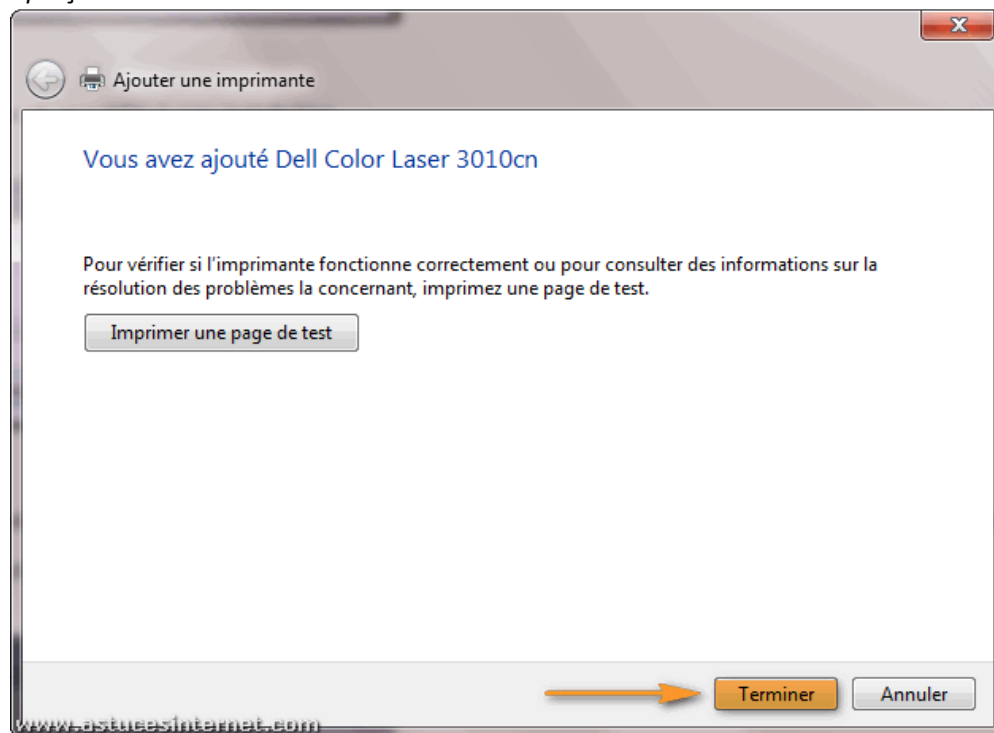 Ajouter une imprimante
Vous avez ajouté Dell Color Laser 3010cn
Pour vérifier si l'imprimante fonctionne correctement ou pour consulter des informations sur la
résolution des problèmes la concernant, imprimez une page de test.
Imprimer une page de test
Terminer
Annuler
www.astucesinternet.com